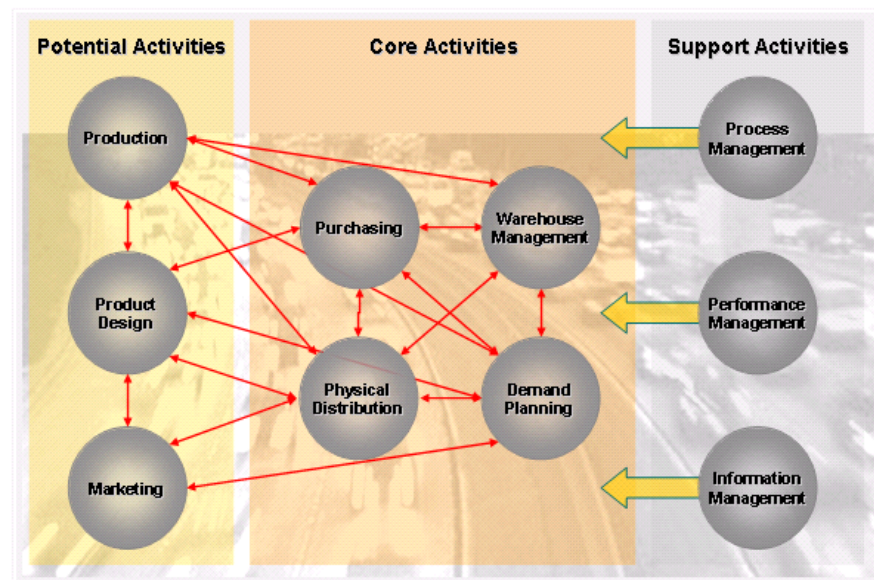 Potential Activities
Core Activities
Support Activities
Production
Process
Management
Purchasing
Warehouse
Management
Product
Design
Performance
Management
Physical
Distribution
Demand
Planning
Marketing
Information
Management